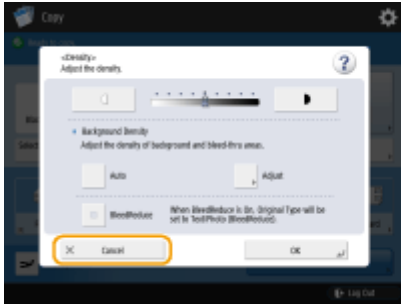 Copy
<Density>
Adjust the density.
Background Density
Adjust the density of background and bleed-thru areas.
Auto
Adjust
BleedReduce
When BleedReduce is On, Original Type will be
set to Text/Photo (BleedReduce).
Cancel
OK
Log Out